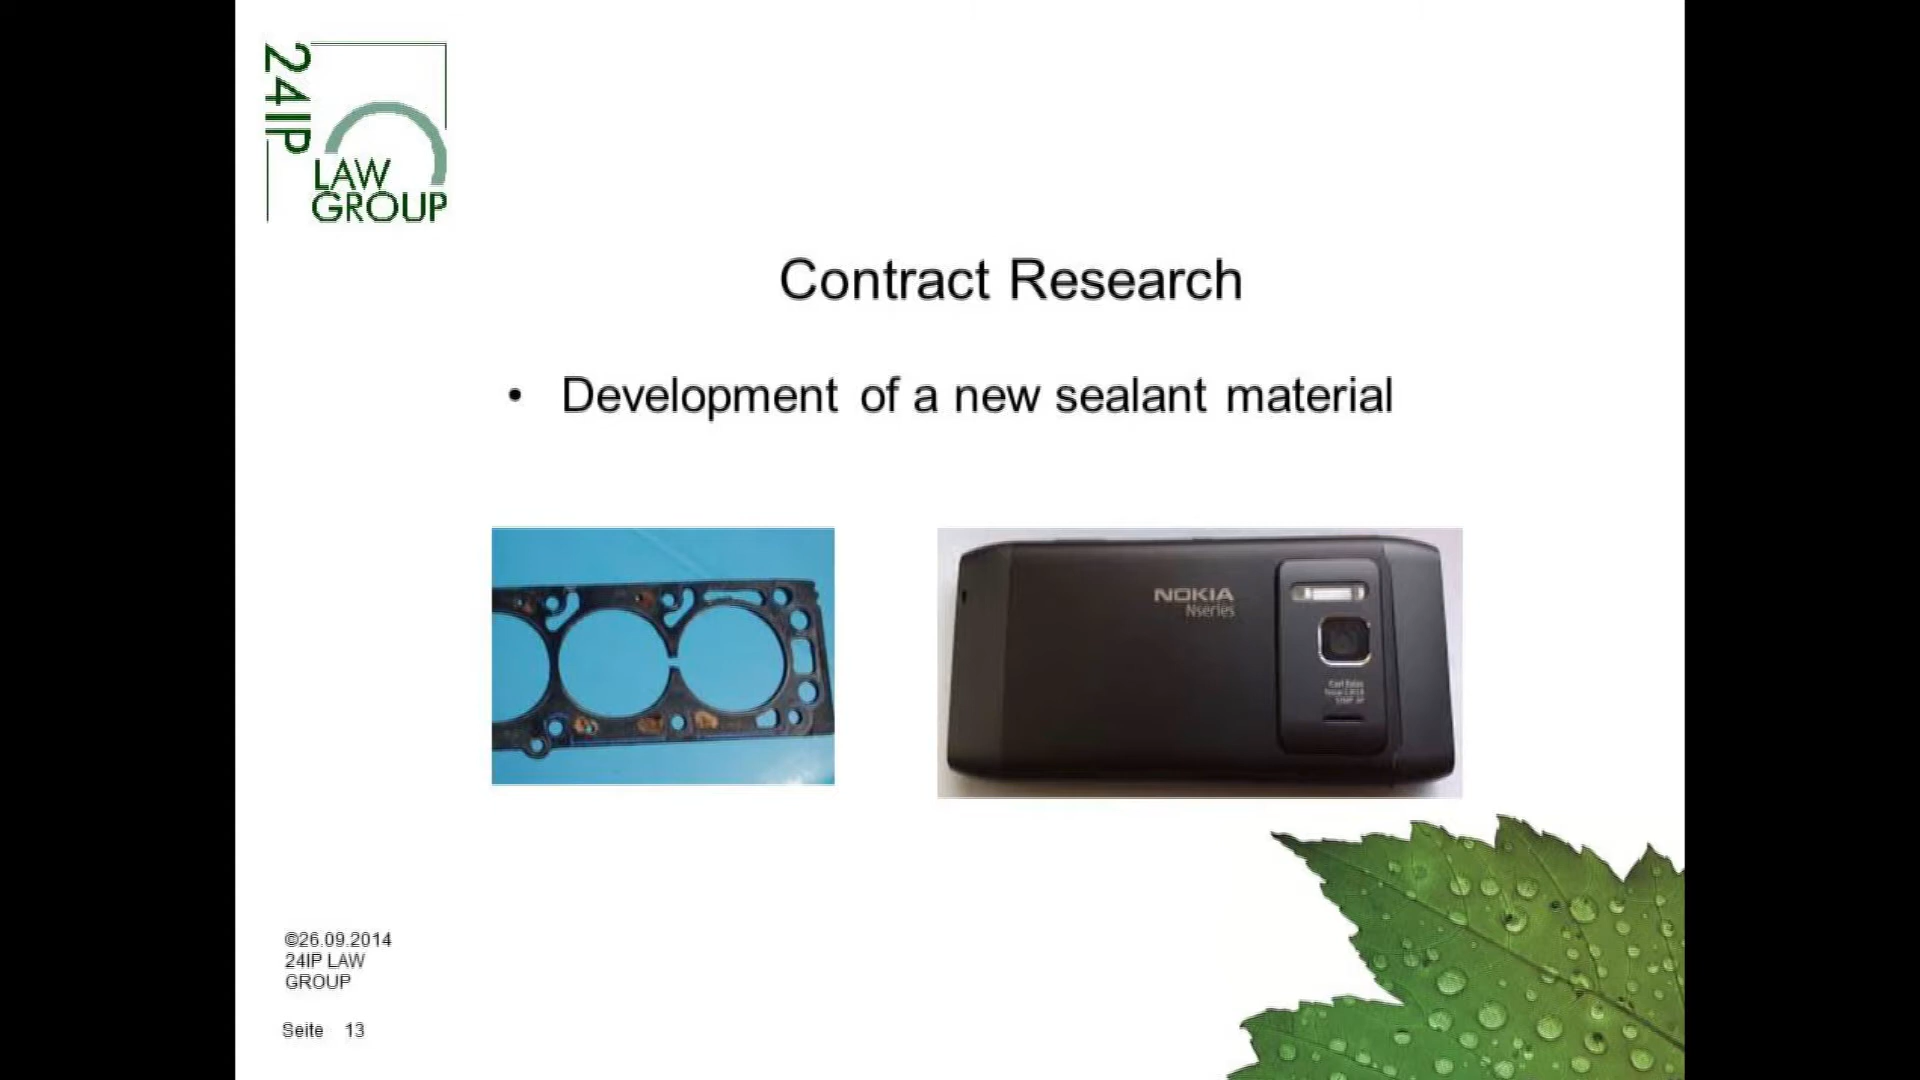 24IP
LAW
GROUP
Contract Research
• Development of a new sealant material
NOKIA
Nseries
©26.09.2014
24IP LAW
GROUP
Seite 13